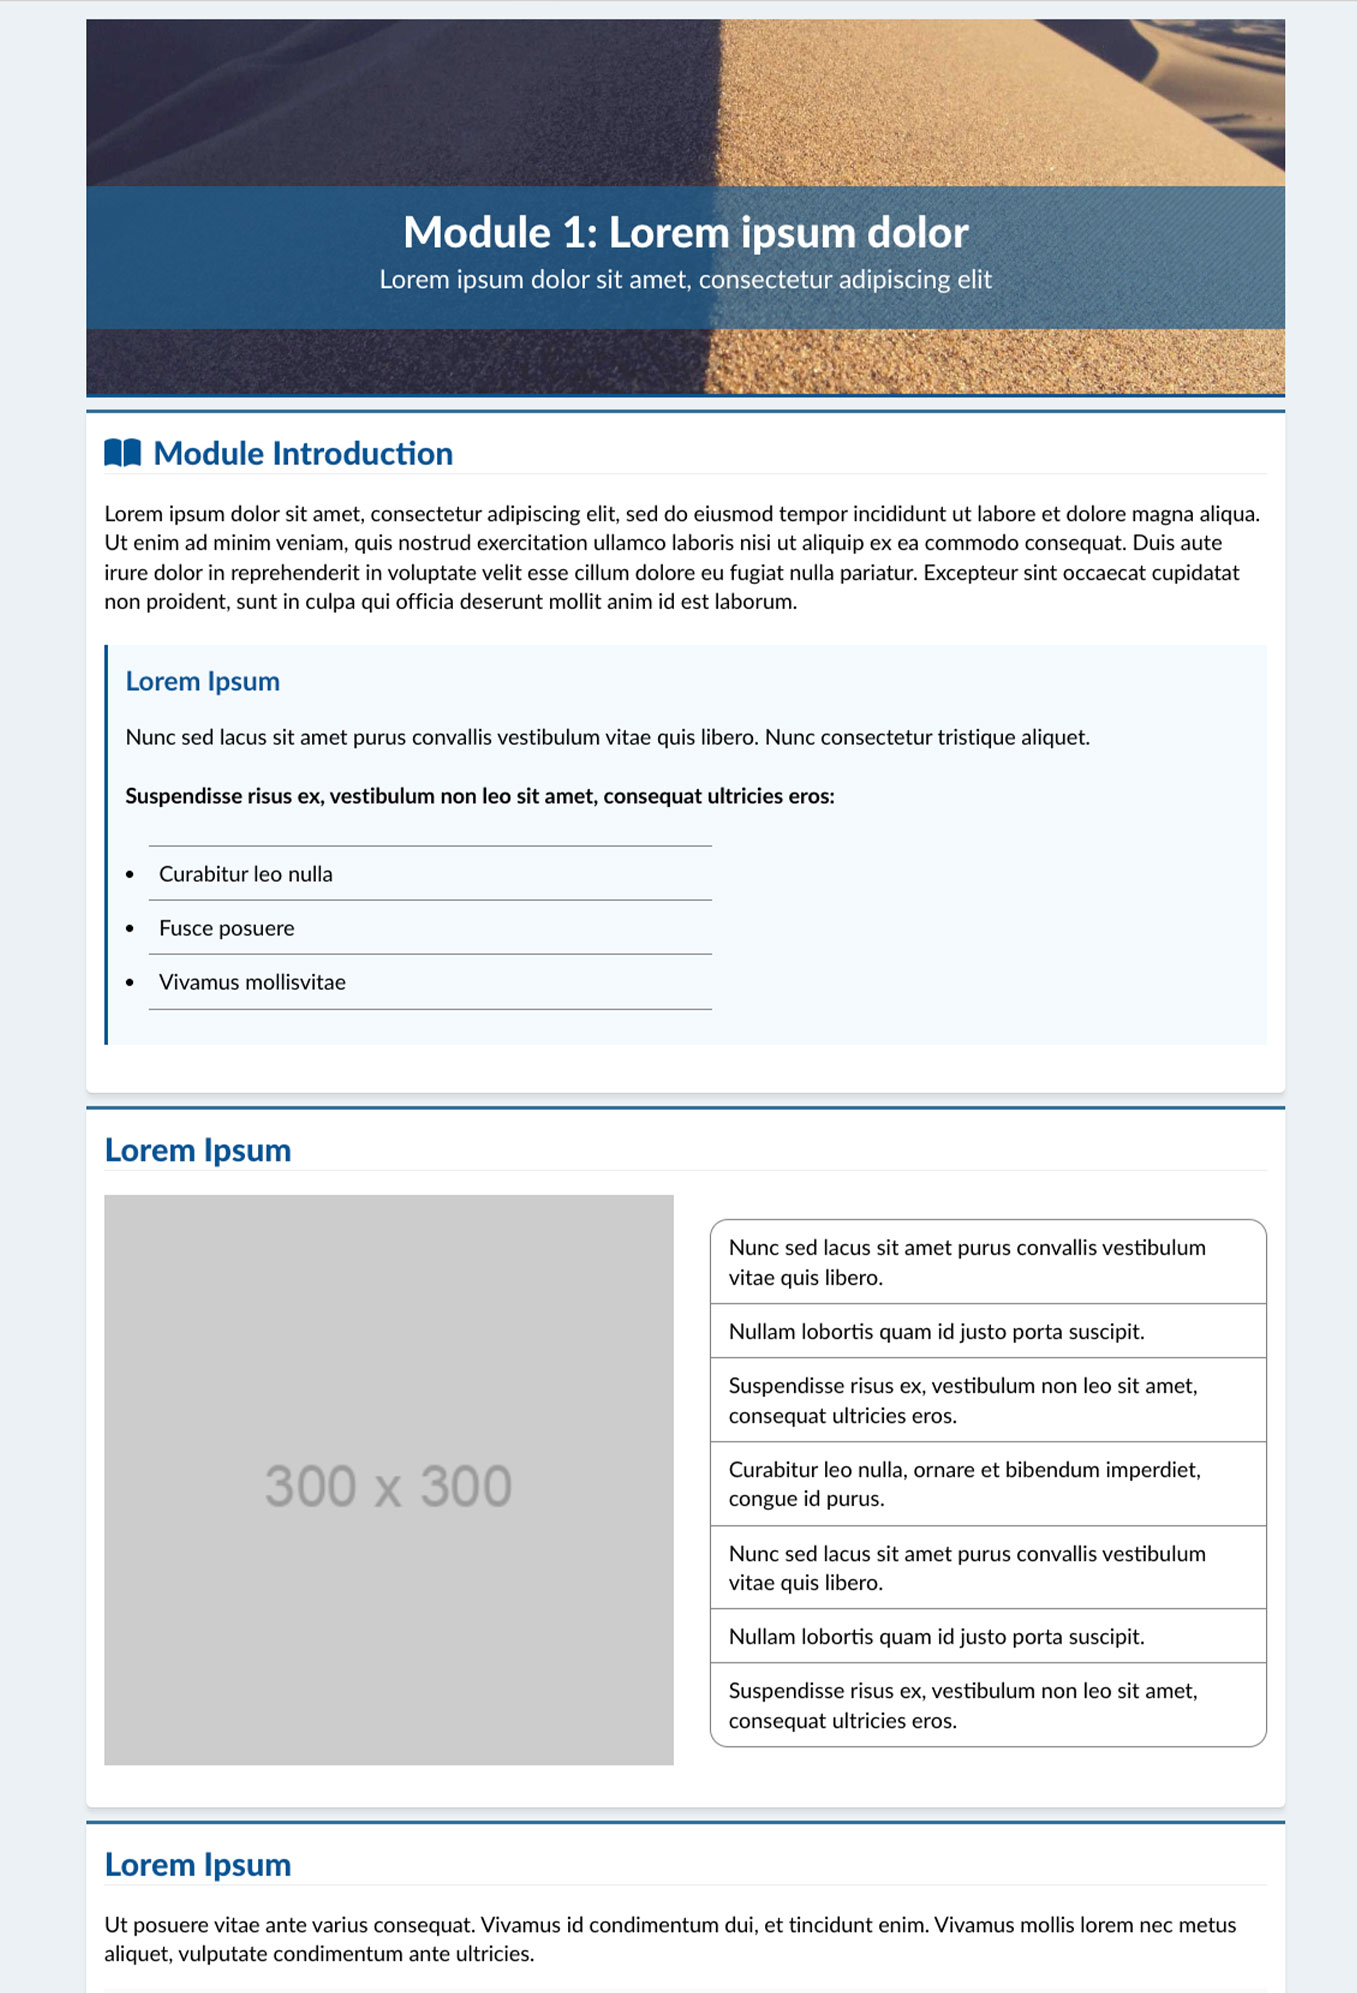 Module 1: Lorem ipsum dolor
Lorem ipsum dolor sit amet, consectetur adipiscing elit
Module Introduction
Lorem ipsum dolor sit amet, consectetur adipiscing elit, sed do eiusmod tempor incididunt ut labore et dolore magna aliqua.
Ut enim ad minim veniam, quis nostrud exercitation ullamco laboris nisi ut aliquip ex ea commodo consequat. Duis aute
irure dolor in reprehenderit in voluptate velit esse cillum dolore eu fugiat nulla pariatur. Excepteur sint occaecat cupidatat
non proident, sunt in culpa qui officia deserunt mollit anim id est laborum.
Lorem Ipsum
Nunc sed lacus sit amet purus convallis vestibulum vitae quis libero. Nunc consectetur tristique aliquet.
Suspendisse risus ex, vestibulum non leo sit amet, consequat ultricies eros:
• Curabitur leo nulla
• Fusce posuere
• Vivamus mollisvitae
Lorem Ipsum
300 x 300
Nunc sed lacus sit amet purus convallis vestibulum
vitae quis libero.
Nullam lobortis quam id justo porta suscipit.
Suspendisse risus ex, vestibulum non leo sit amet,
consequat ultricies eros.
Curabitur leo nulla, ornare et bibendum imperdiet,
congue id purus.
Nunc sed lacus sit amet purus convallis vestibulum
vitae quis libero.
Nullam lobortis quam id justo porta suscipit.
Suspendisse risus ex, vestibulum non leo sit amet,
consequat ultricies eros.
Lorem Ipsum
Ut posuere vitae ante varius consequat. Vivamus id condimentum dui, et tincidunt enim. Vivamus mollis lorem nec metus
aliquet, vulputate condimentum ante ultricies.